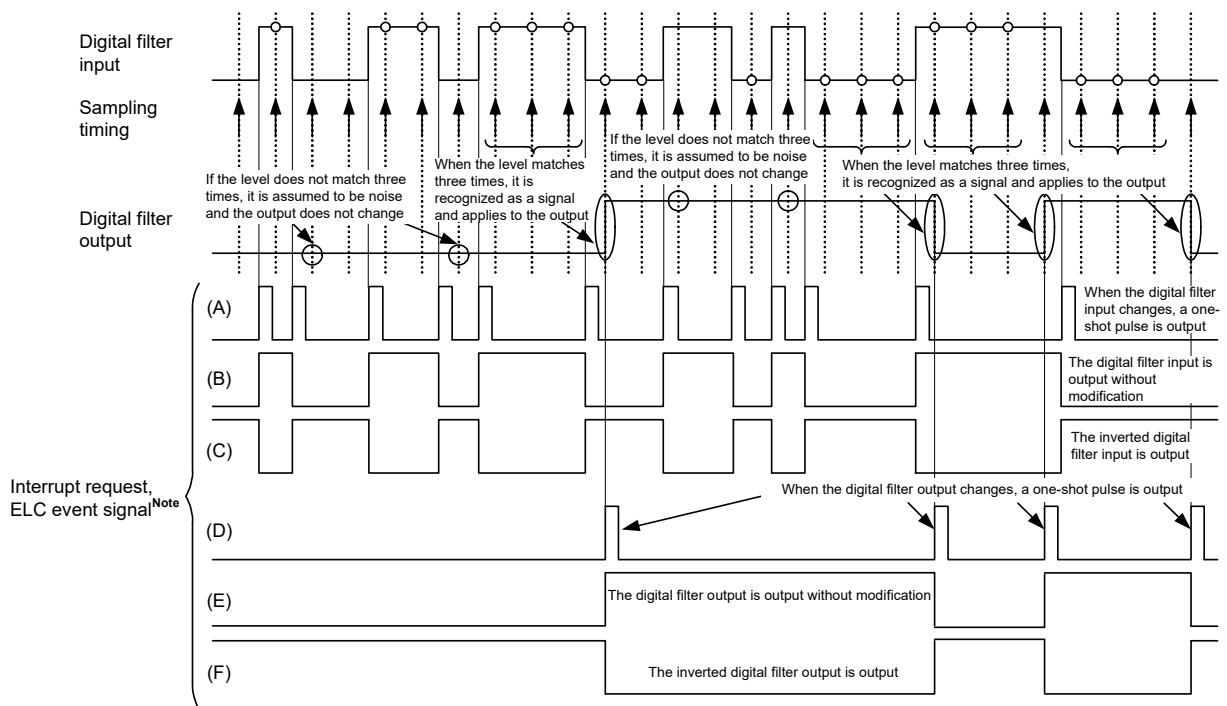 Digital filter
input
Sampling
timing
If the level does not match three
times, it is assumed to be noise
and the output does not change
When the level matches
three times, it is
recognized as a signal
and applies to the output
If the level does not match three
times, it is assumed to be noise
and the output does not change
When the level matches three times,
it is recognized as a signal and applies to the output
Digital filter
output
(A)
When the digital filter
input changes, a one-
shot pulse is output
(B)
The digital filter input is
output without
modification
(C)
The inverted digital
filter input is output
Interrupt request,
ELC event signalNote
When the digital filter output changes, a one-shot pulse is output
(D)
(E)
The digital filter output is output without modification
(F)
The inverted digital filter output is output